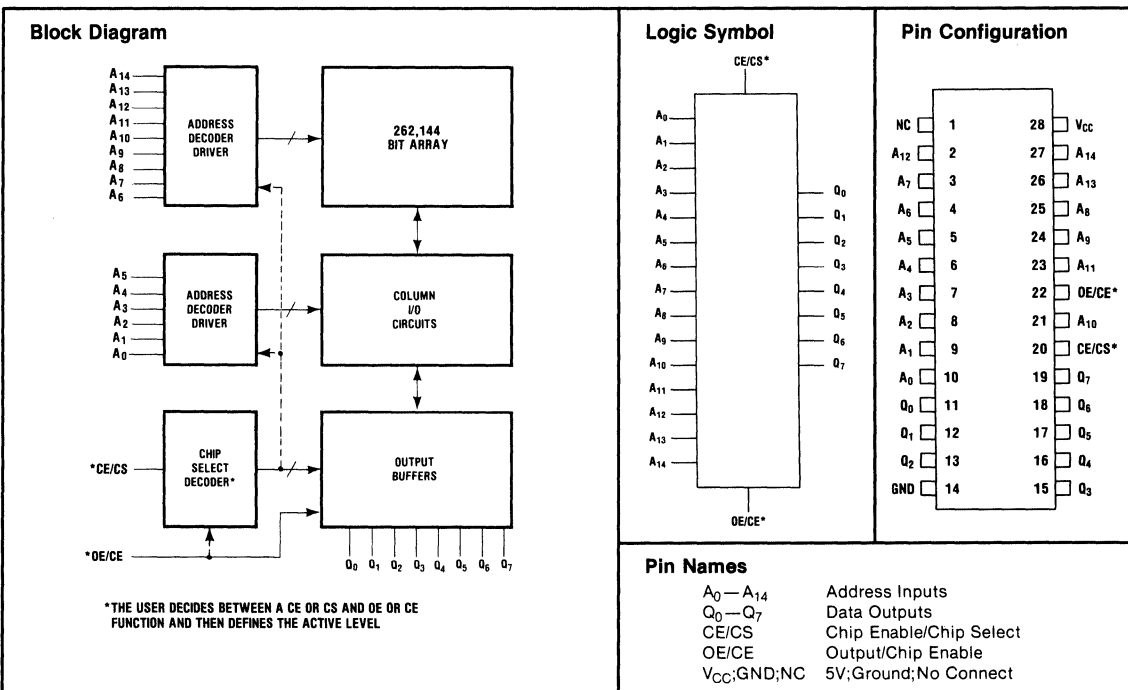 Block Diagram
A14
A13
A12
A11
A10
A9
A8
A7
A6
ADDRESS
DECODER
DRIVER
262,144
BIT ARRAY
A5
A4
A3
A2
A1
A0
ADDRESS
DECODER
DRIVER
COLUMN
I/O
CIRCUITS
*CE/CS
CHIP
SELECT
DECODER*
OUTPUT
BUFFERS
*OE/CE
Q0 Q1 Q2 Q3 Q4 Q5 Q6 Q7
*THE USER DECIDES BETWEEN A CE OR CS AND OE OR CE
FUNCTION AND THEN DEFINES THE ACTIVE LEVEL
Logic Symbol
CE/CS*
A0
A1
A2
A3
A4
A5
A6
A7
A8
A9
A10
A11
A12
A13
A14
Q0
Q1
Q2
Q3
Q4
Q5
Q6
Q7
OE/CE*
Pin Configuration
NC 1 28 VCC
A12 2 27 A14
A7 3 26 A13
A6 4 25 A8
A5 5 24 A9
A4 6 23 A11
A3 7 22 OE/CE*
A2 8 21 A10
A1 9 20 CE/CS*
A0 10 19 Q7
Q0 11 18 Q6
Q1 12 17 Q5
Q2 13 16 Q4
GND 14 15 Q3
Pin Names
A0—A14 Address Inputs
Q0—Q7 Data Outputs
CE/CS Chip Enable/Chip Select
OE/CE Output/Chip Enable
VCC;GND;NC 5V;Ground;No Connect